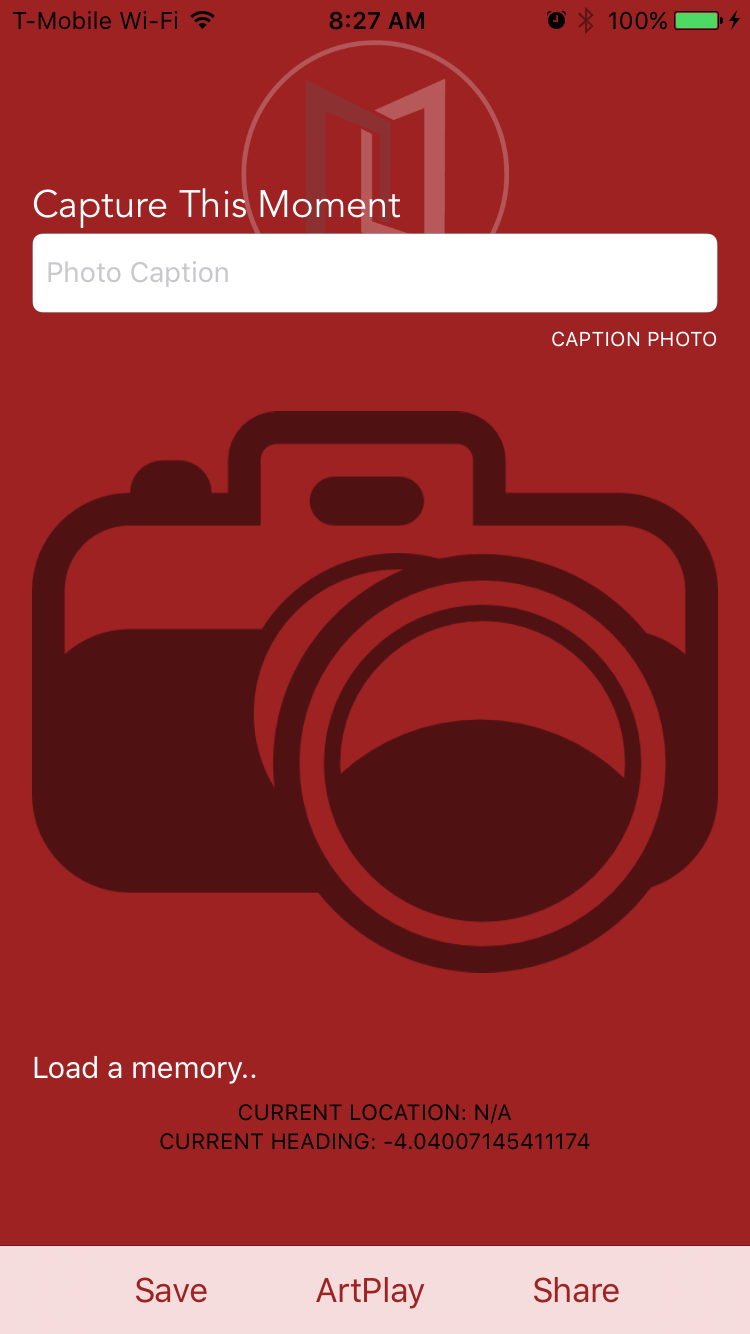 T-Mobile Wi-Fi 8:27 AM 100%
Capture This Moment
Photo Caption
CAPTION PHOTO
Load a memory..
CURRENT LOCATION: N/A
CURRENT HEADING: -4.04007145411174
Save ArtPlay Share